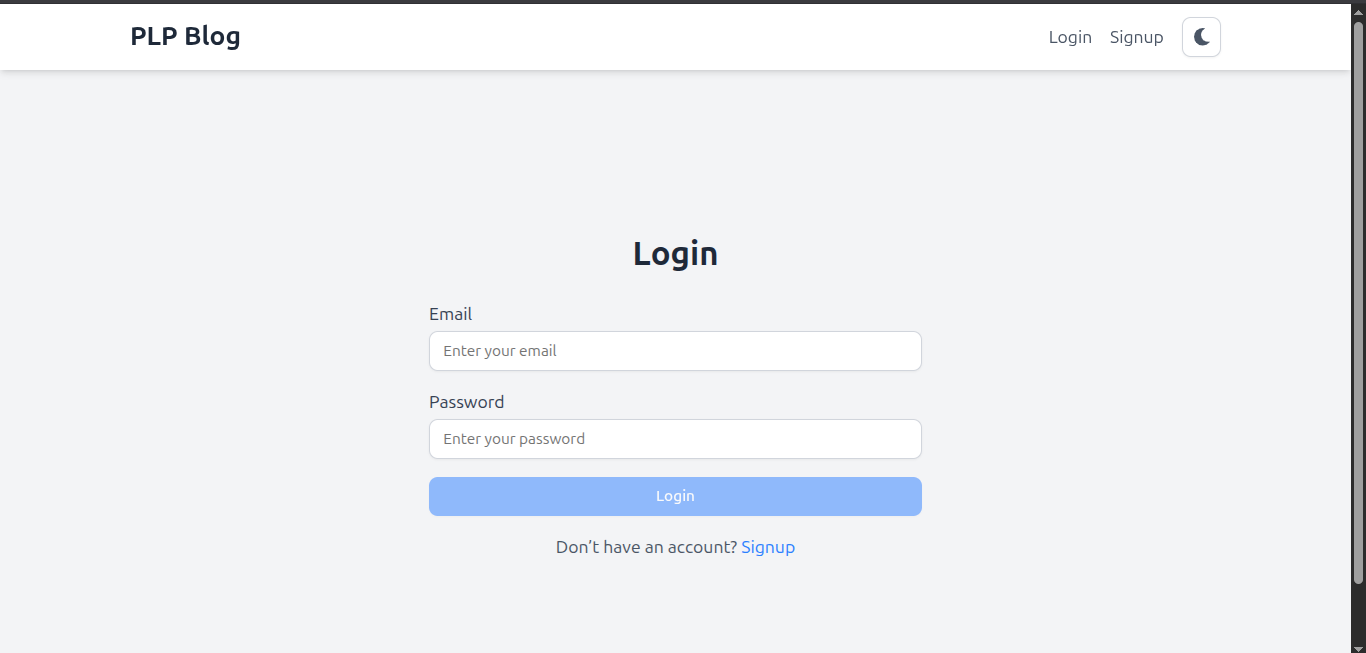 PLP Blog
Login Signup
Login
Email
Enter your email
Password
Enter your password
Login
Don’t have an account? Signup